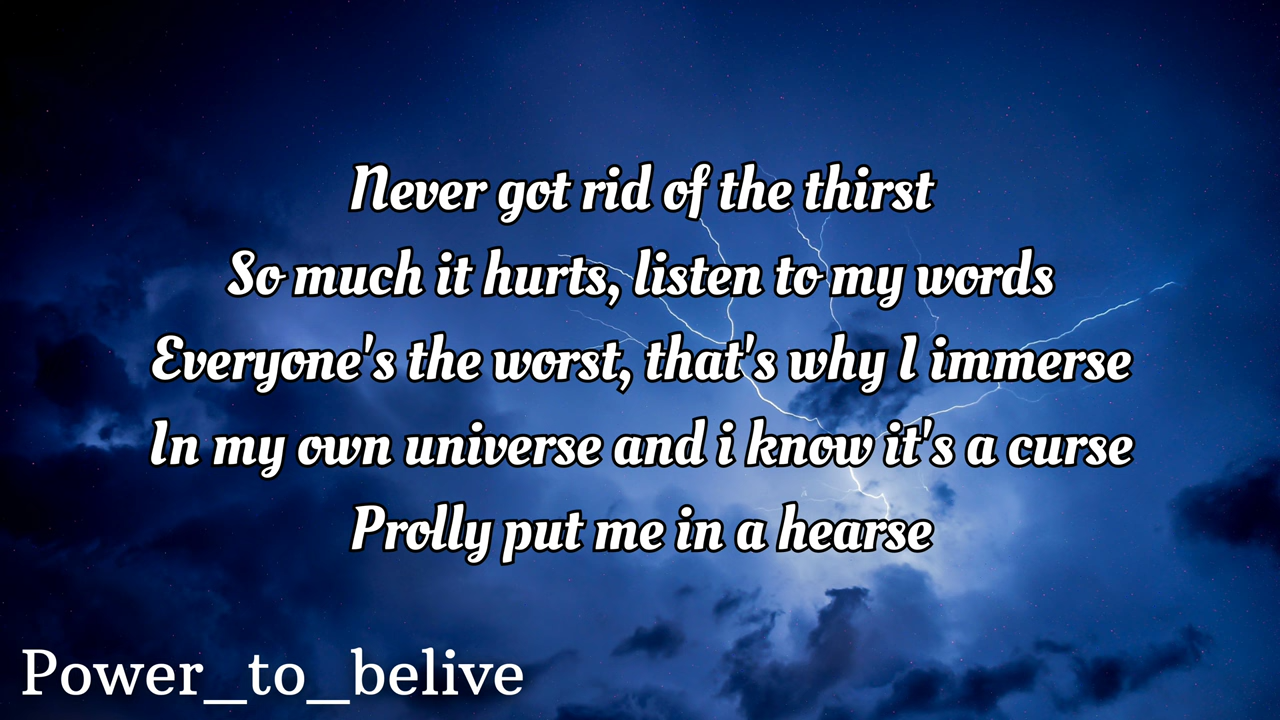 Never got rid of the thirst
So much it hurts, listen to my words
Everyone's the worst, that's why I immerse
In my own universe and i know it's a curse
Prolly put me in a hearse
Power_to_belive